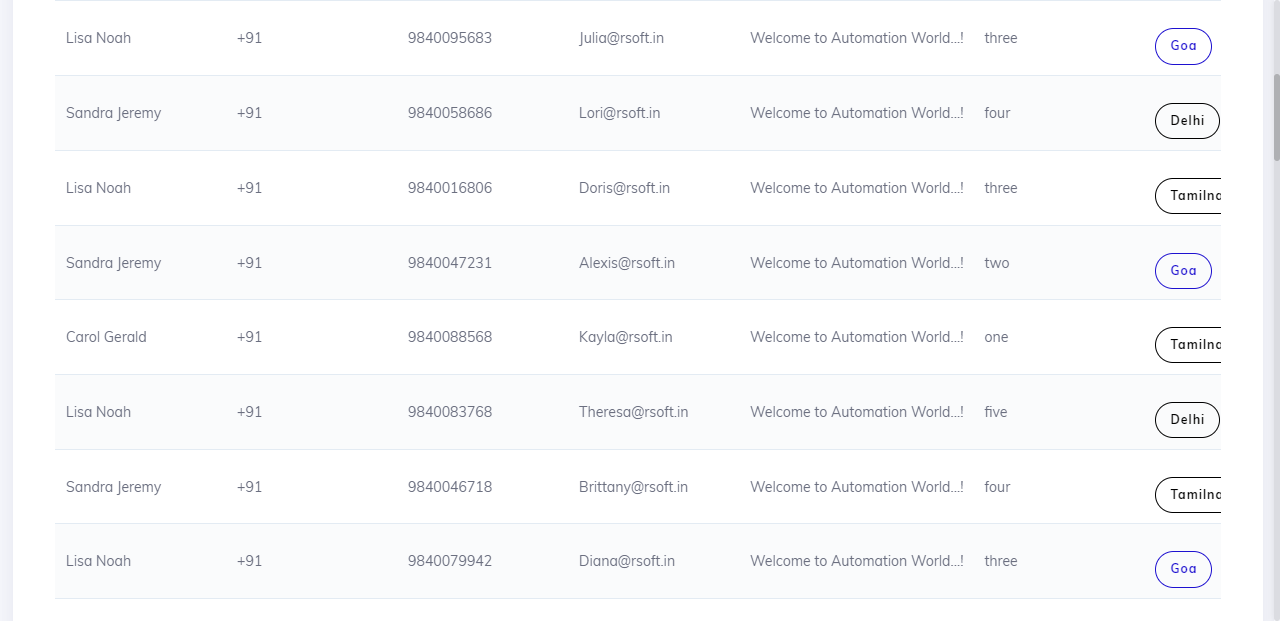 Lisa Noah +91 9840095683 Julia@rsoft.in Welcome to Automation World...! three Goa
Sandra Jeremy +91 9840058686 Lori@rsoft.in Welcome to Automation World...! four Delhi
Lisa Noah +91 9840016806 Doris@rsoft.in Welcome to Automation World...! three Tamilna
Sandra Jeremy +91 9840047231 Alexis@rsoft.in Welcome to Automation World...! two Goa
Carol Gerald +91 9840088568 Kayla@rsoft.in Welcome to Automation World...! one Tamilna
Lisa Noah +91 9840083768 Theresa@rsoft.in Welcome to Automation World...! five Delhi
Sandra Jeremy +91 9840046718 Brittany@rsoft.in Welcome to Automation World...! four Tamilna
Lisa Noah +91 9840079942 Diana@rsoft.in Welcome to Automation World...! three Goa